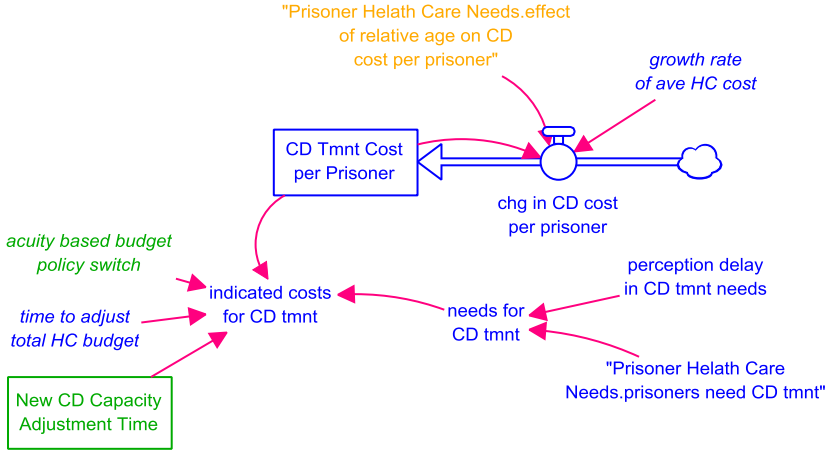 "Prisoner Helath Care Needs.effect
of relative age on CD
cost per prisoner"
growth rate
of ave HC cost
CD Tmnt Cost
per Prisoner
chg in CD cost
per prisoner
acuity based budget
policy switch
indicated costs
for CD tmnt
perception delay
in CD tmnt needs
time to adjust
total HC budget
needs for
CD tmnt
"Prisoner Helath Care
Needs.prisoners need CD tmnt"
New CD Capacity
Adjustment Time